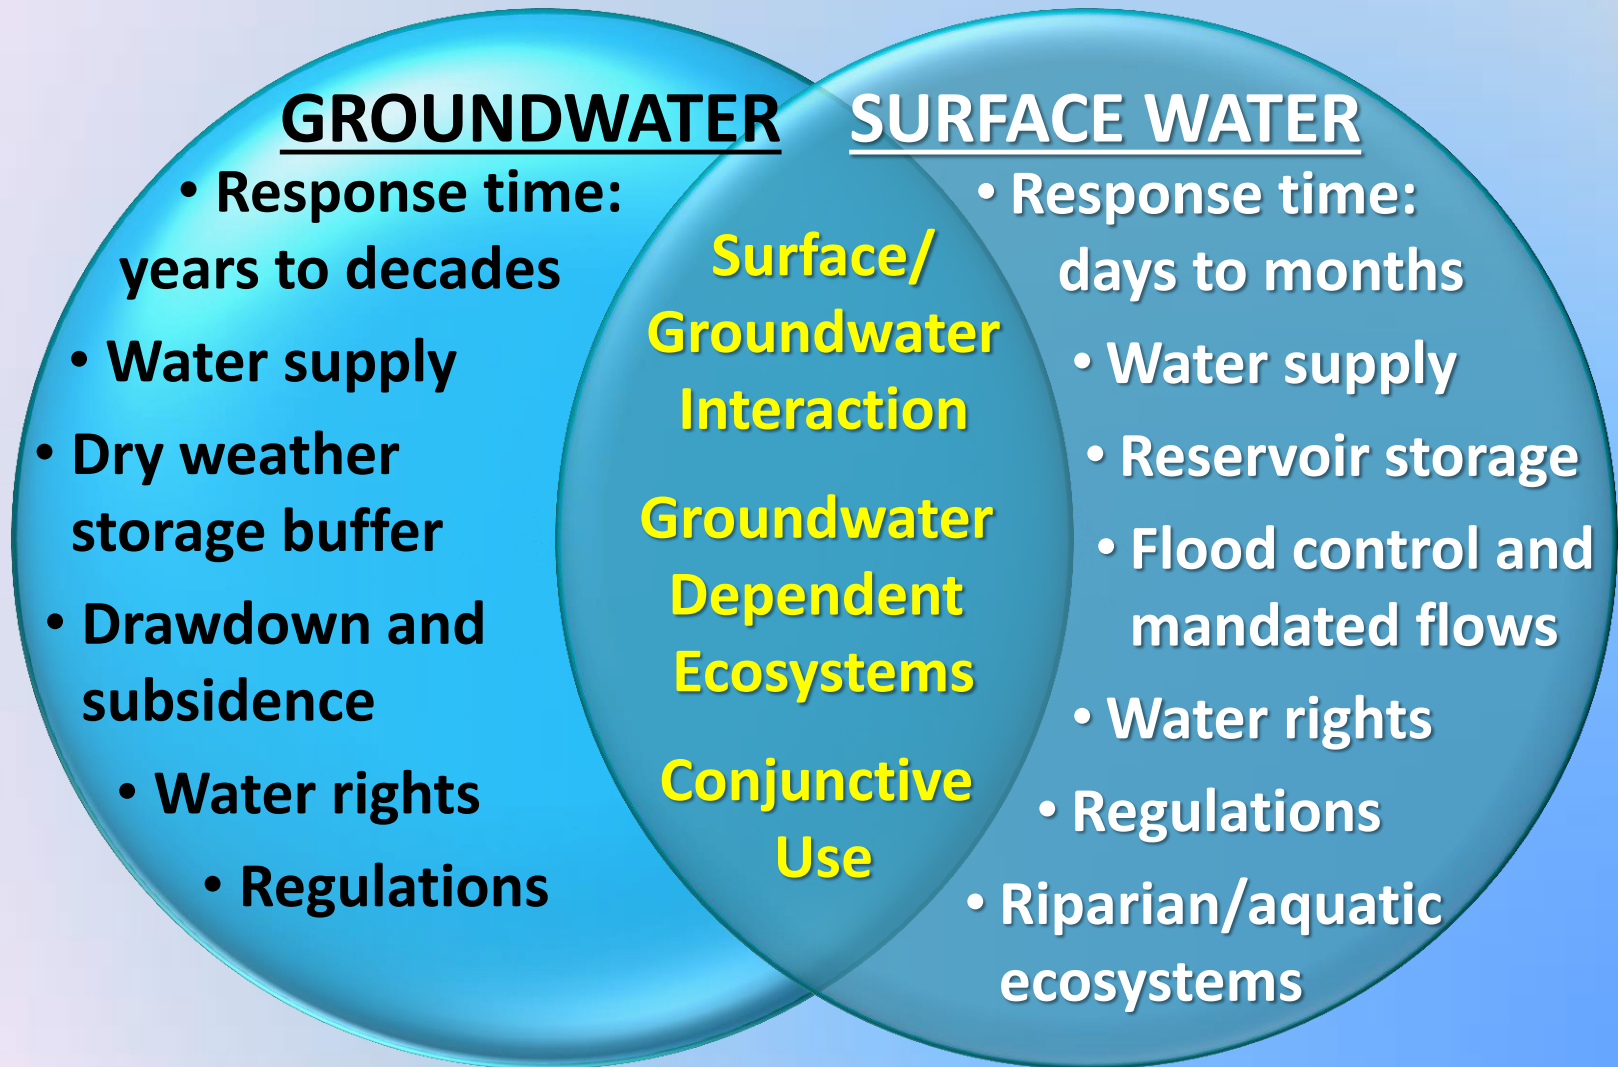 GROUNDWATER
• Response time:
years to decades
• Water supply
• Dry weather
storage buffer
• Drawdown and
subsidence
• Water rights
• Regulations
Surface/
Groundwater
Interaction
Groundwater
Dependent
Ecosystems
Conjunctive
Use
SURFACE WATER
• Response time:
days to months
• Water supply
• Reservoir storage
• Flood control and
mandated flows
• Water rights
• Regulations
• Riparian/aquatic
ecosystems